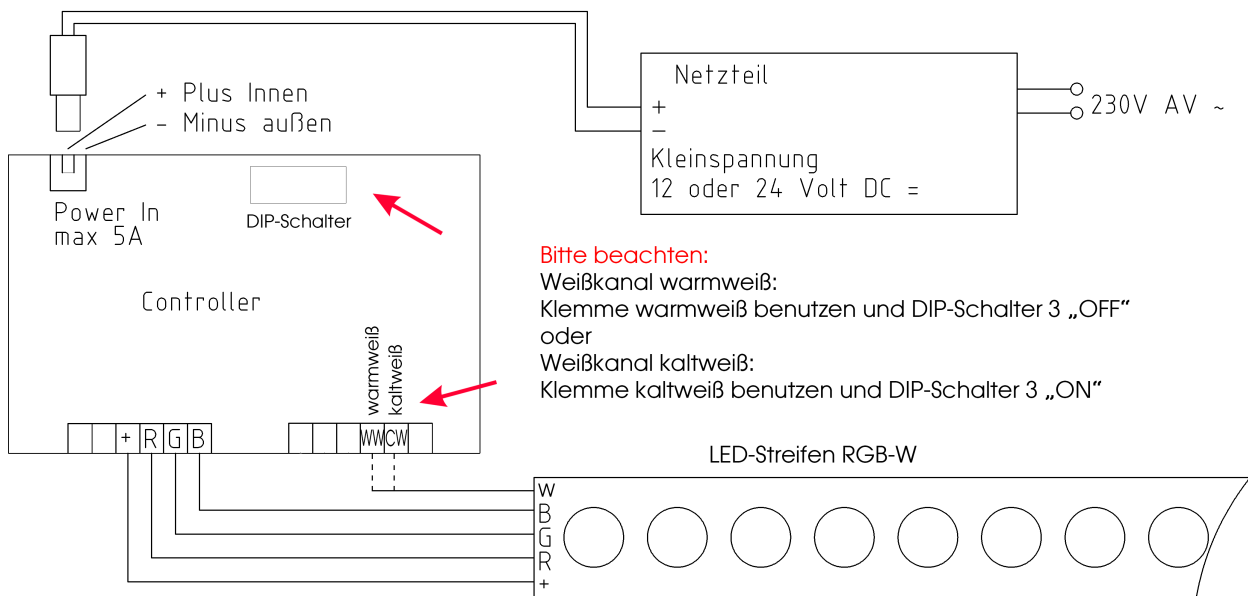 + Plus Innen
- Minus außen
Netzteil
+
-
Kleinspannung
12 oder 24 Volt DC =
230V AV ~
Power In
max 5A
DIP-Schalter
Controller
Bitte beachten:
Weißkanal warmweiß:
Klemme warmweiß benutzen und DIP-Schalter 3 „OFF“
oder
Weißkanal kaltweiß:
Klemme kaltweiß benutzen und DIP-Schalter 3 „ON“
warmweiß
kaltweiß
+ R G B
WW CW
LED-Streifen RGB-W
W
B
G
R
+